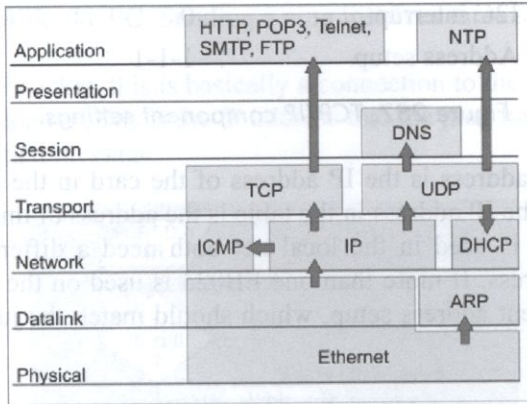 Application
HTTP, POP3, Telnet,
SMTP, FTP
NTP
Presentation
DNS
Session
TCP
UDP
Transport
ICMP
IP
DHCP
Network
ARP
Datalink
Ethernet
Physical